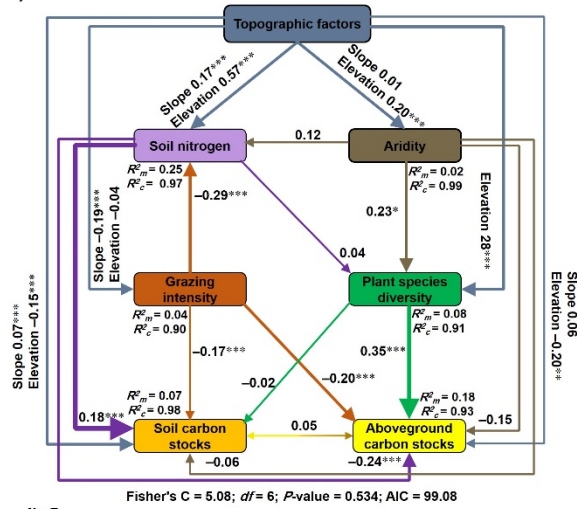 Topographic factors
Slope 0.17***
Elevation 0.57***
Slope 0.01
Elevation 0.20***
Soil nitrogen
0.12
Aridity
R²m = 0.25
R²c = 0.97
R²m = 0.02
R²c = 0.99
–0.29***
0.23*
Slope –0.19***
Elevation –0.04
Elevation 28***
0.04
Grazing
intensity
Plant species
diversity
R²m = 0.04
R²c = 0.90
R²m = 0.08
R²c = 0.91
Slope 0.07***
Elevation –0.15***
Slope 0.06
Elevation –0.20**
–0.17***
0.35***
–0.02
–0.20***
R²m = 0.07
R²c = 0.98
R²m = 0.18
R²c = 0.93
0.18***
Soil carbon
stocks
0.05
Aboveground
carbon stocks
–0.15
–0.06
–0.24***
Fisher's C = 5.08; df = 6; P-value = 0.534; AIC = 99.08